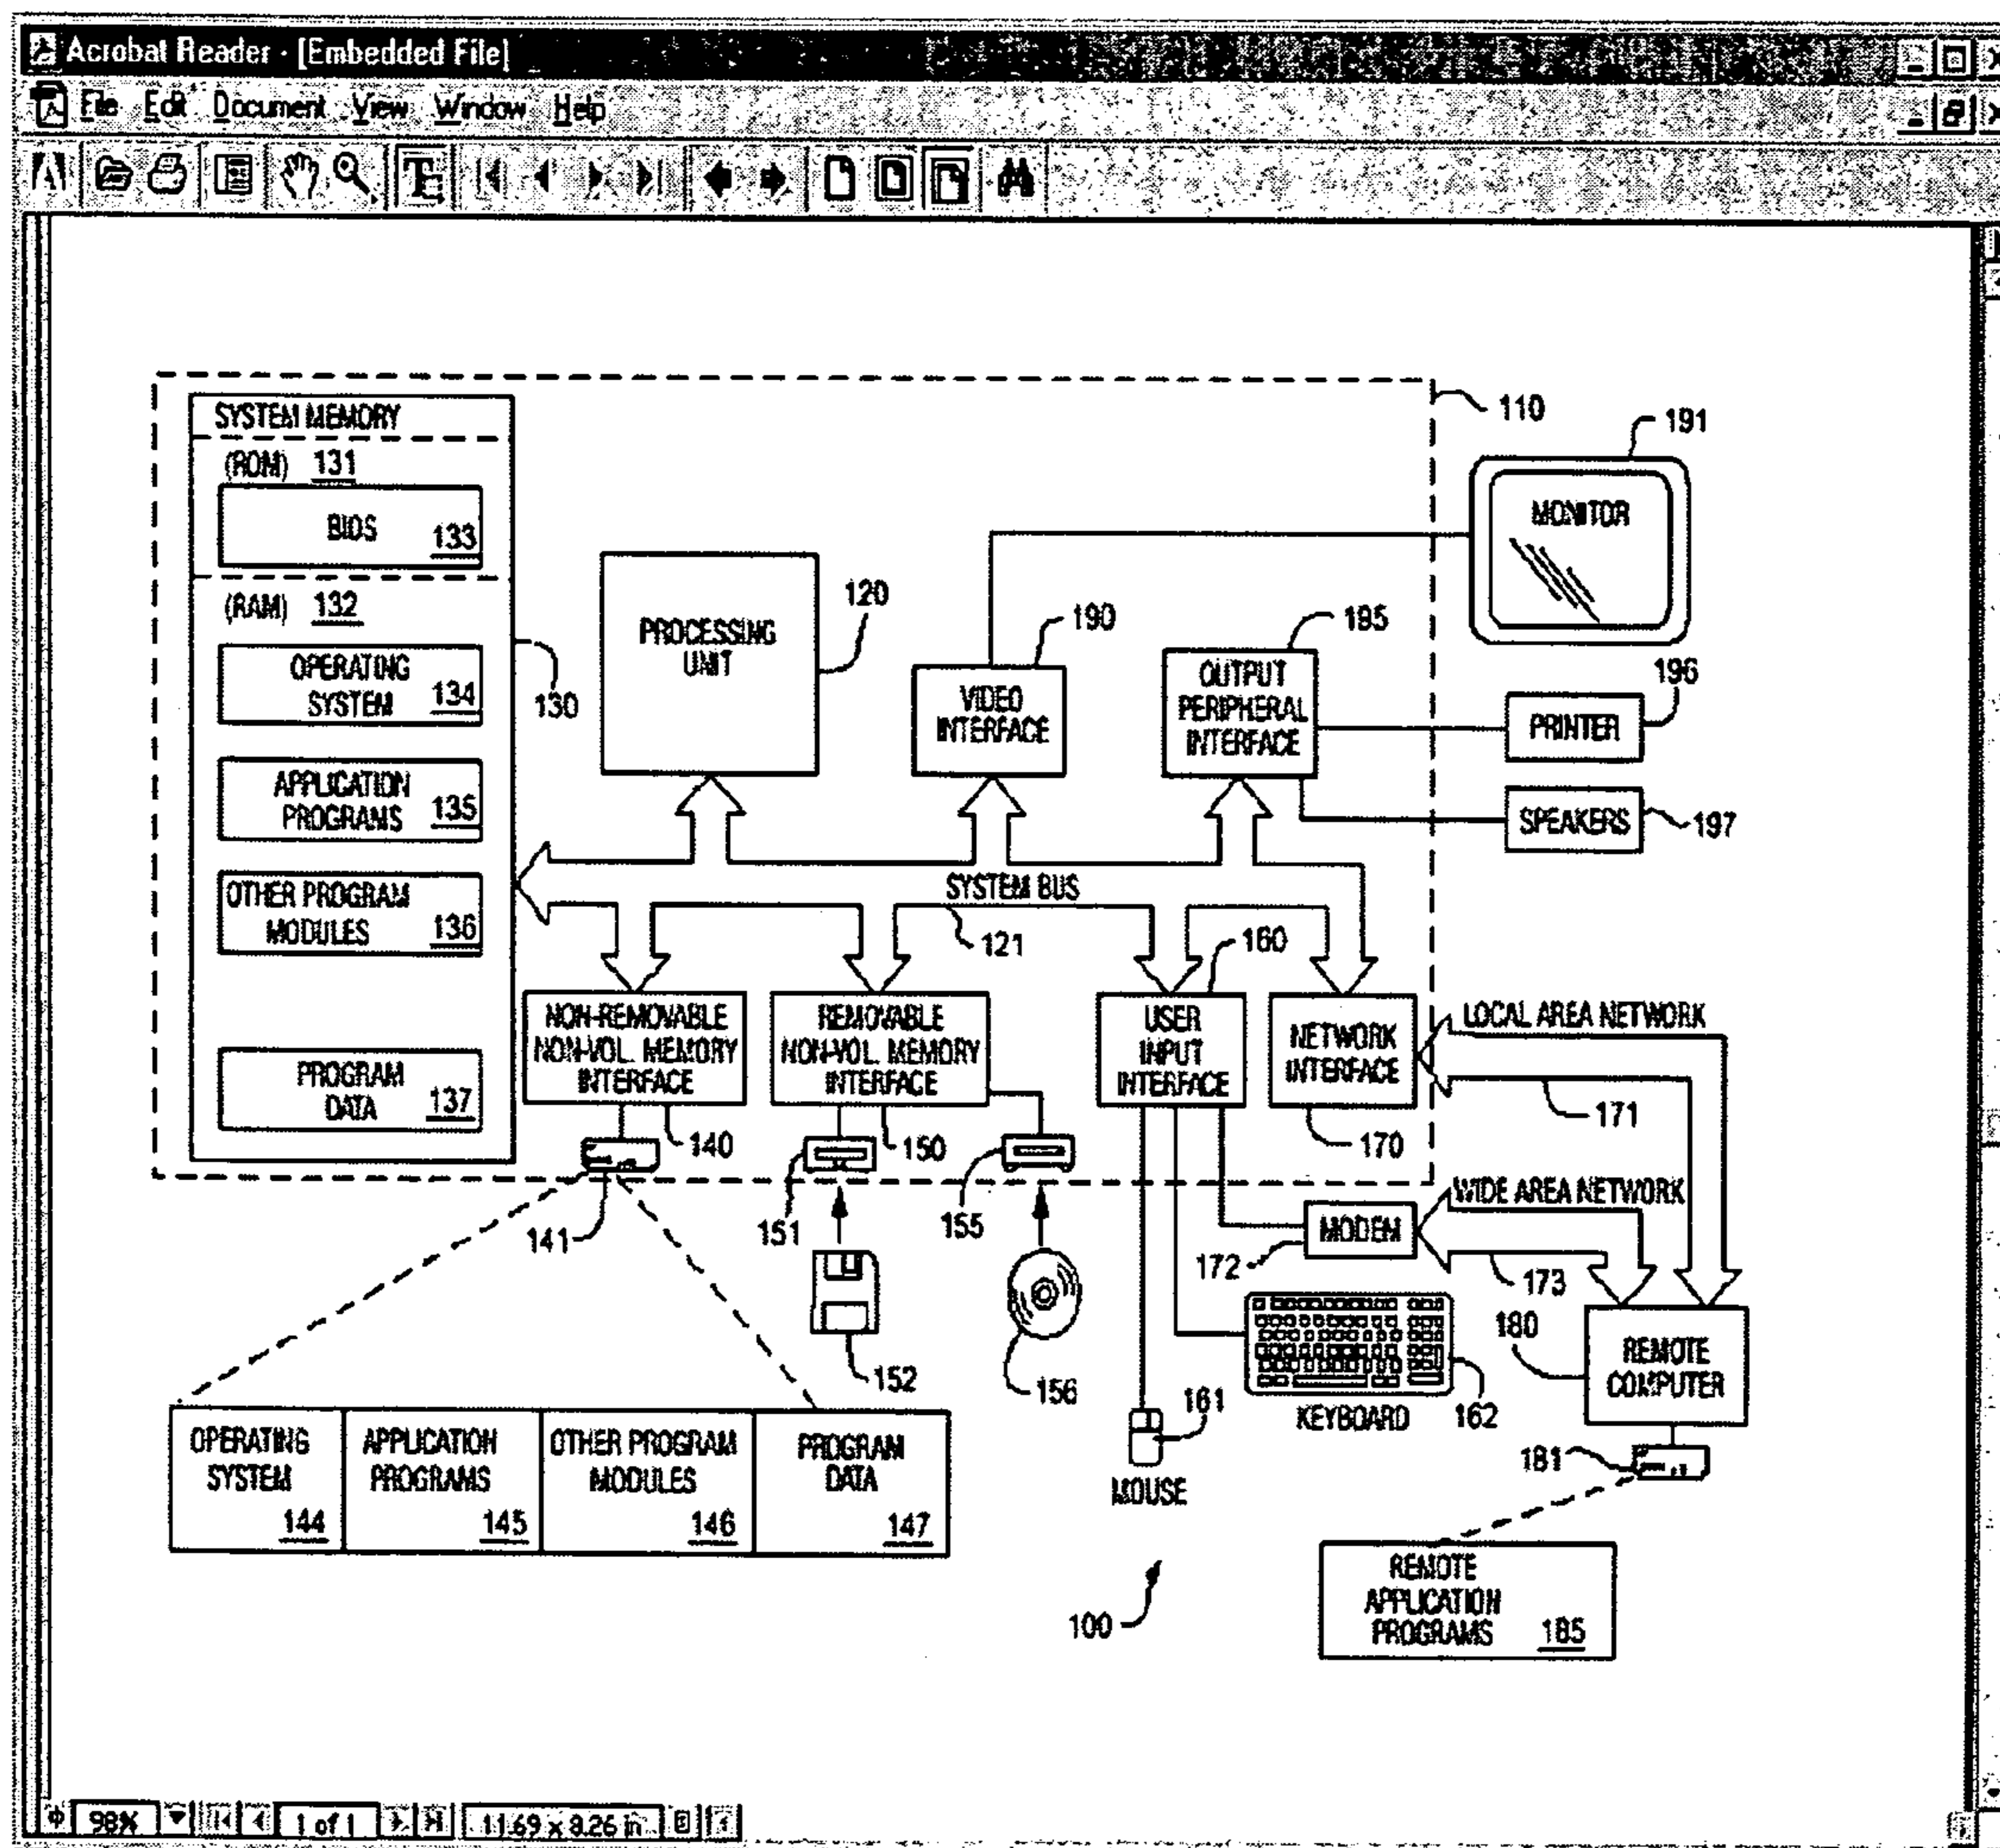 Acrobat Reader - [Embedded File]
File Edit Document View Window Help
110
191
SYSTEM MEMORY
(ROM) 131
BIOS 133
MONITOR
(RAM) 132
120
190
195
PROCESSING
UNIT
OPERATING
SYSTEM 134
130
VIDEO
INTERFACE
OUTPUT
PERIPHERAL
INTERFACE
196
PRINTER
APPLICATION
PROGRAMS 135
SPEAKERS
197
OTHER PROGRAM
MODULES 136
SYSTEM BUS
121
160
NON-REMOVABLE
NON-VOL. MEMORY
INTERFACE
REMOVABLE
NON-VOL. MEMORY
INTERFACE
USER
INPUT
INTERFACE
NETWORK
INTERFACE
LOCAL AREA NETWORK
PROGRAM
DATA 137
140
150
170
171
141
151
155
WIDE AREA NETWORK
MODEM
172
173
152
156
161
MOUSE
KEYBOARD
162
180
REMOTE
COMPUTER
181
OPERATING
SYSTEM
144
APPLICATION
PROGRAMS
145
OTHER PROGRAM
MODULES
146
PROGRAM
DATA
147
100
REMOTE
APPLICATION
PROGRAMS 185
98% 1 of 1 11.69 x 8.26 in